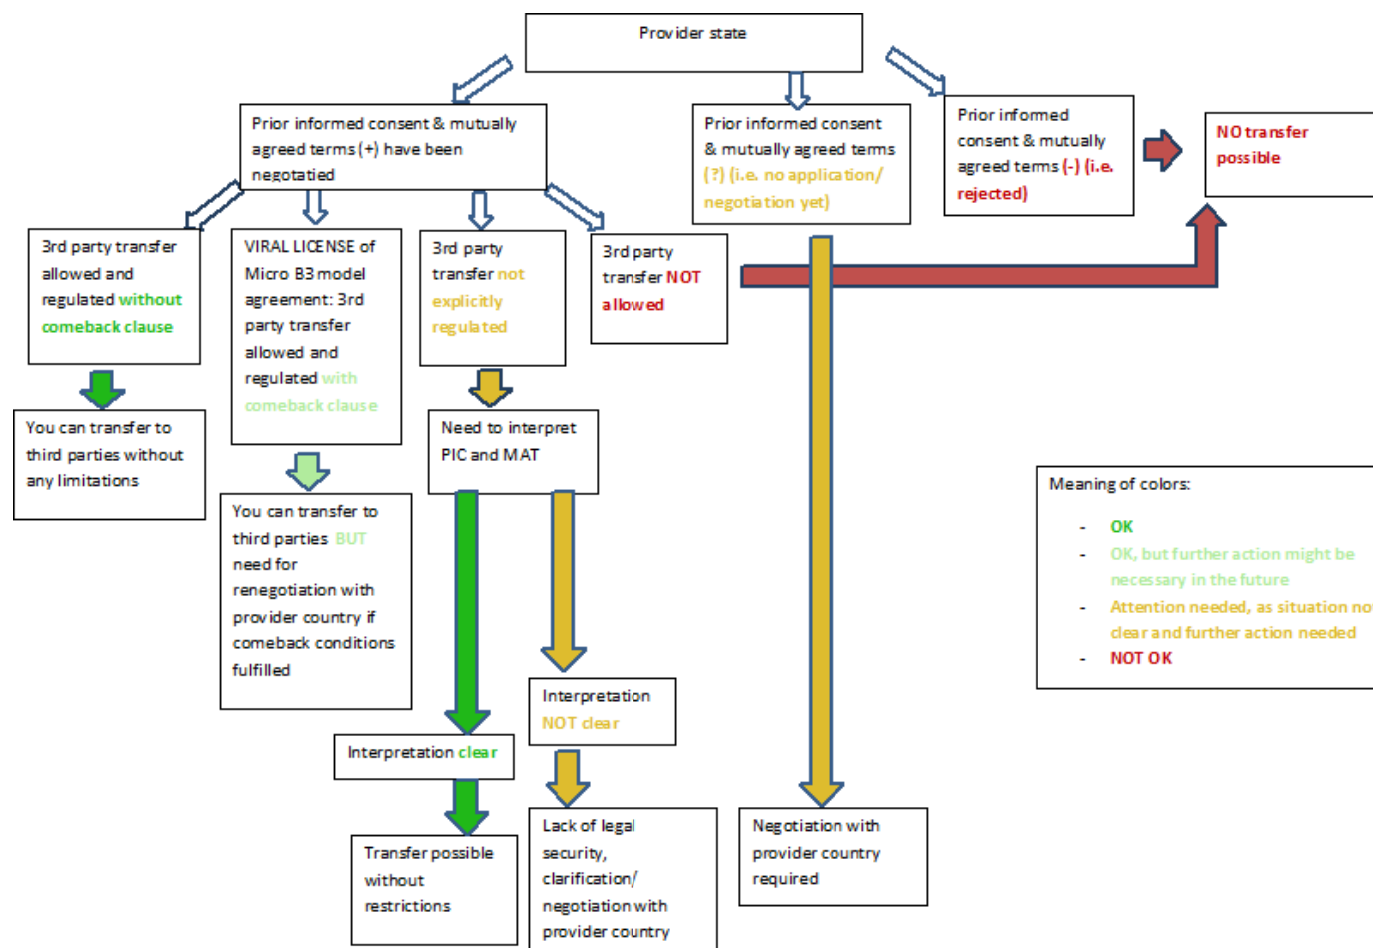 Provider state
Prior informed consent & mutually
agreed terms (+) have been
negotatied
Prior informed consent
& mutually agreed terms
(?) (i.e. no application/
negotiation yet)
Prior informed
consent & mutually
agreed terms (-) (i.e.
rejected)
NO transfer
possible
3rd party transfer
allowed and
regulated without
comeback clause
VIRAL LICENSE of
Micro B3 model
agreement: 3rd
party transfer
allowed and
regulated with
comeback clause
3rd party
transfer not
explicitly
regulated
3rd party
transfer NOT
allowed
You can transfer to
third parties without
any limitations
Need to interpret
PIC and MAT
You can transfer to
third parties BUT
need for
renegotiation with
provider country if
comeback conditions
fulfilled
Meaning of colors:
- OK
- OK, but further action might be
necessary in the future
- Attention needed, as situation no
clear and further action needed
- NOT OK
Interpretation
NOT clear
Interpretation clear
Transfer possible
without
restrictions
Lack of legal
security,
clarification/
negotiation with
provider country
Negotiation with
provider country
required